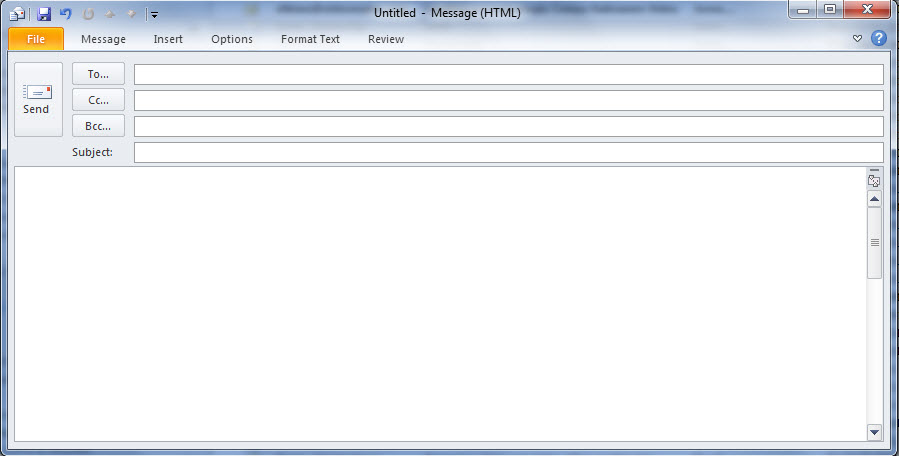 Untitled - Message (HTML)
File Message Insert Options Format Text Review
To...
Send
Cc...
Bcc...
Subject: